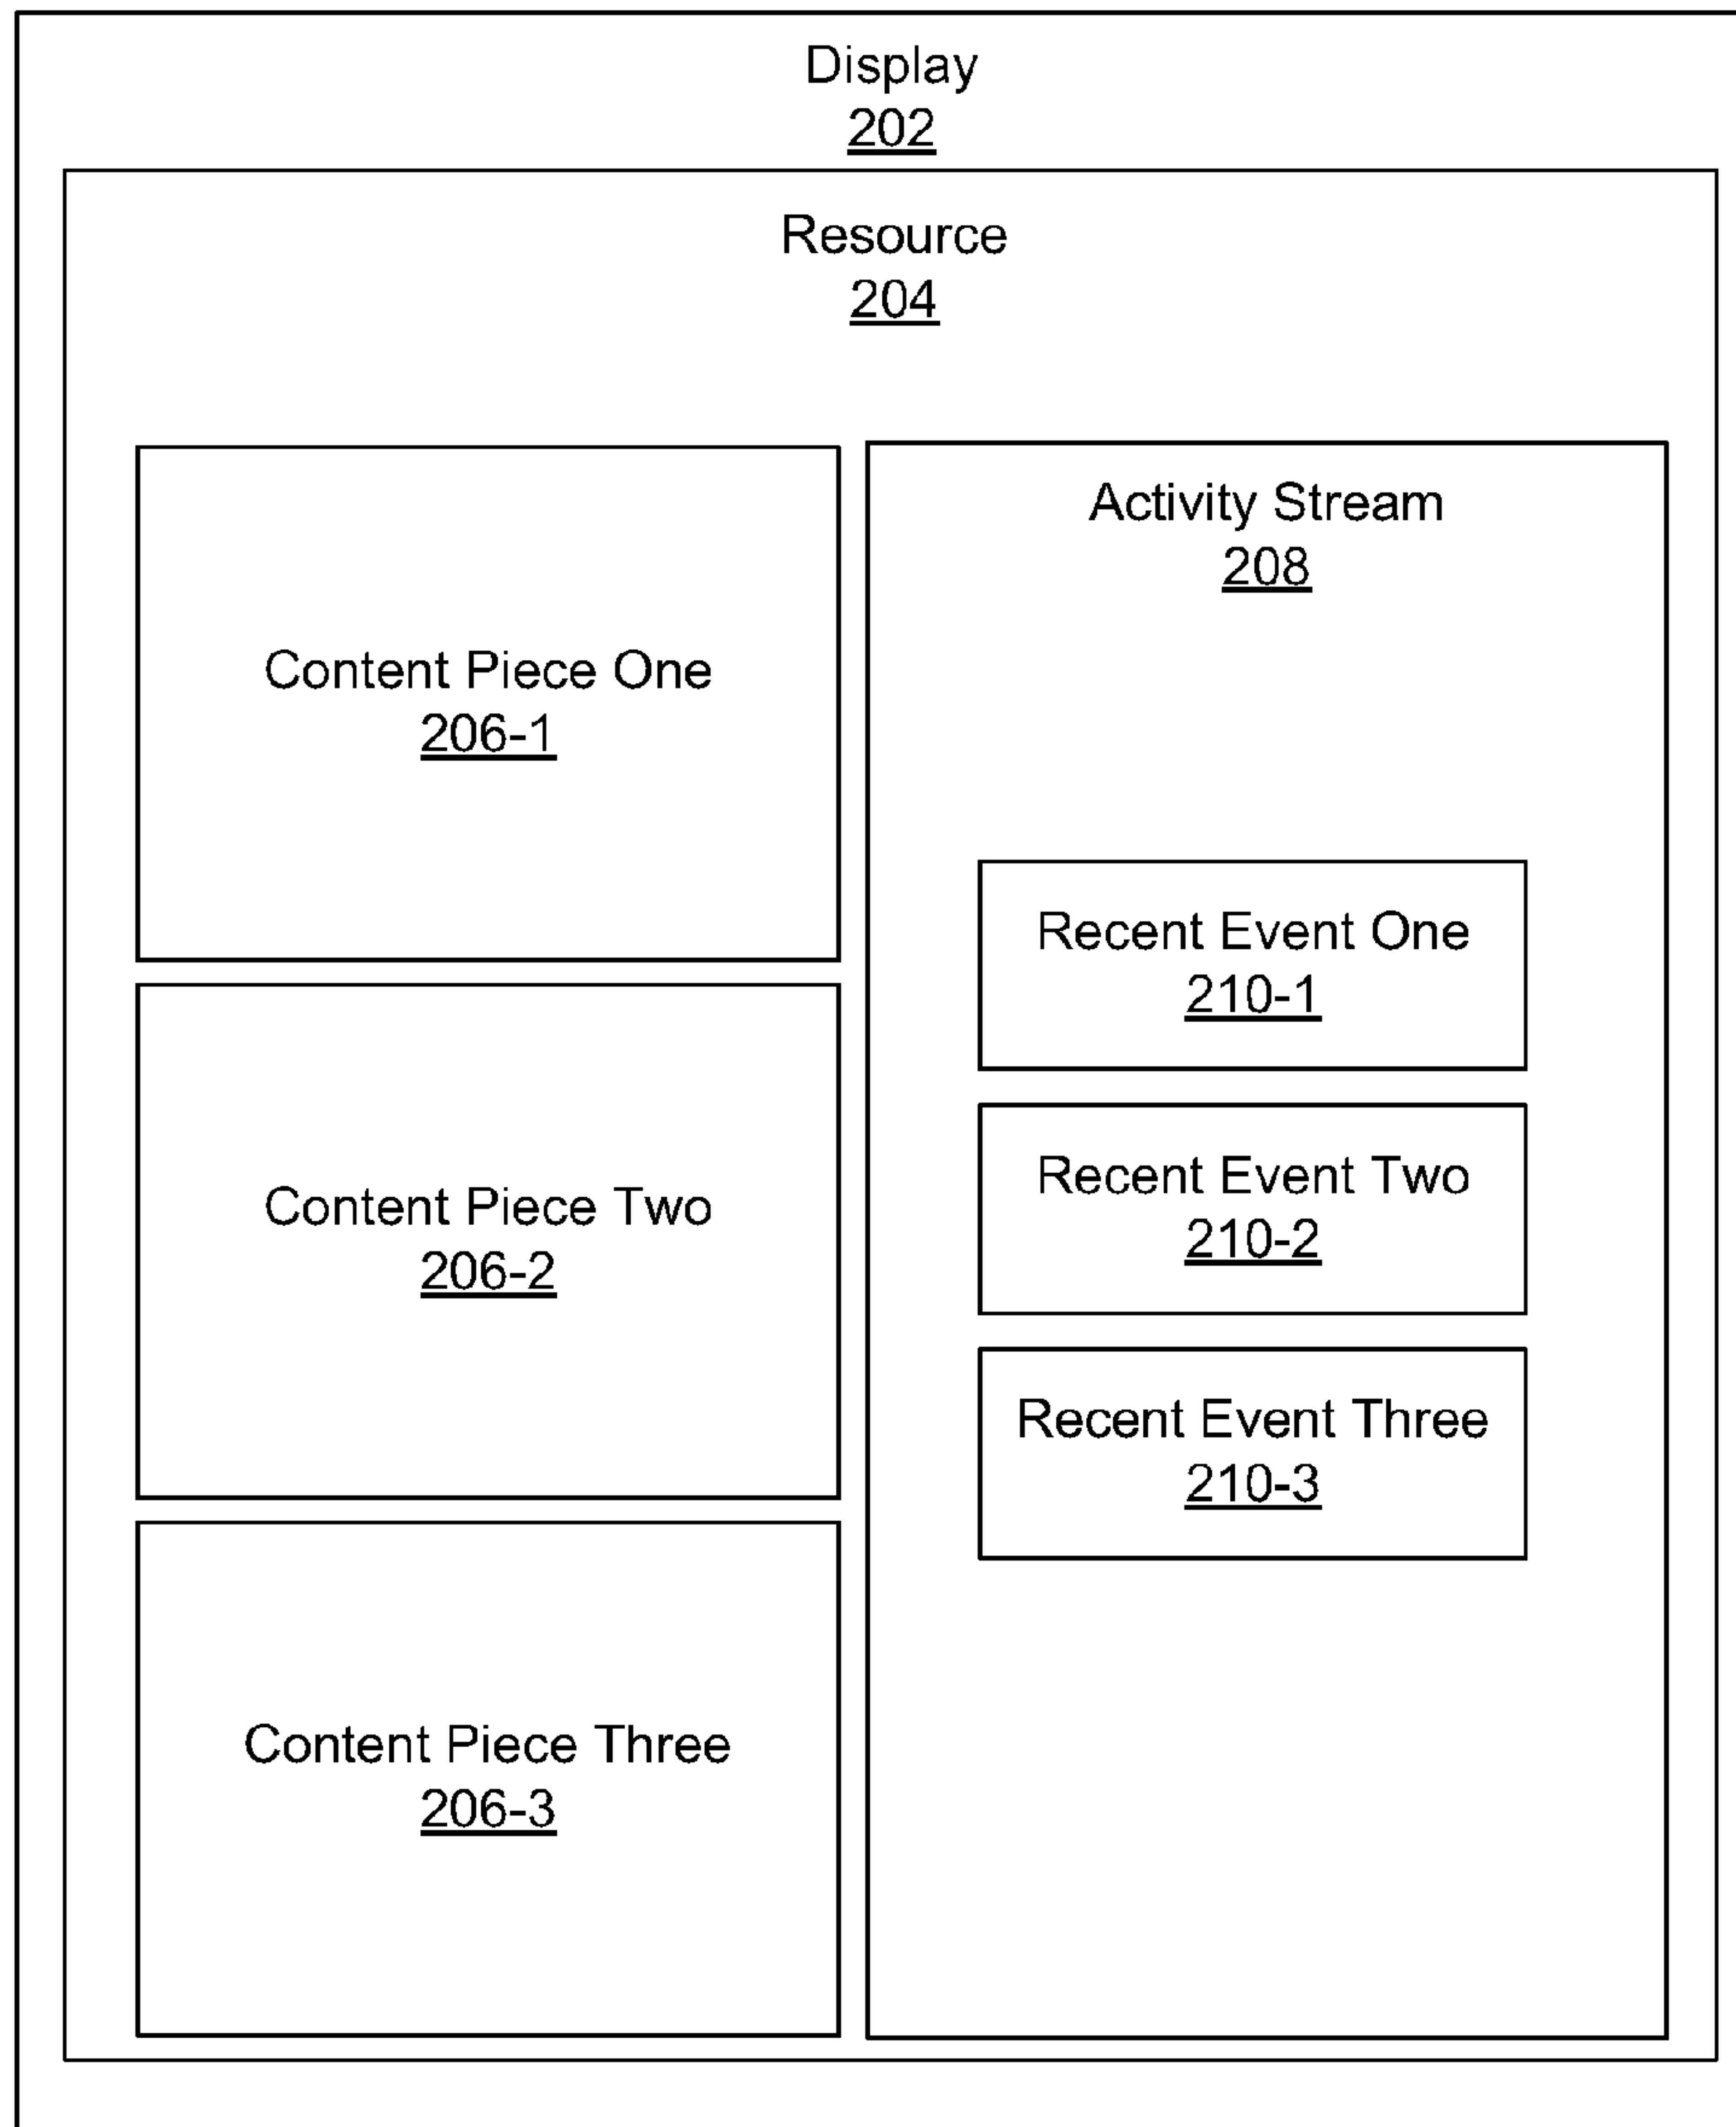 Display
202
Resource
204
Content Piece One
206-1
Content Piece Two
206-2
Content Piece Three
206-3
Activity Stream
208
Recent Event One
210-1
Recent Event Two
210-2
Recent Event Three
210-3